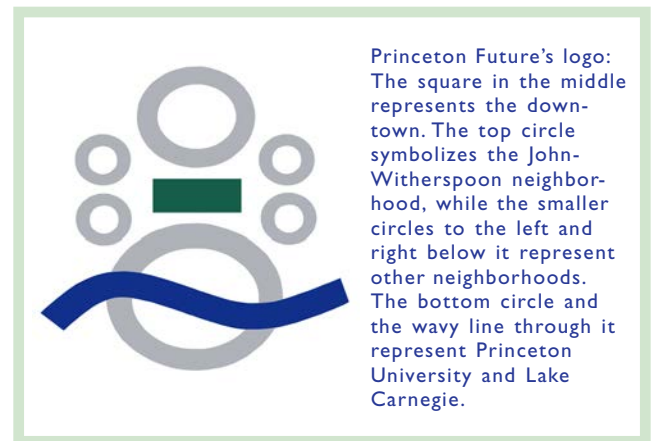 Princeton Future’s logo:
The square in the middle
represents the down-
town. The top circle
symbolizes the John-
Witherspoon neighbor-
hood, while the smaller
circles to the left and
right below it represent
other neighborhoods.
The bottom circle and
the wavy line through it
represent Princeton
University and Lake
Carnegie.